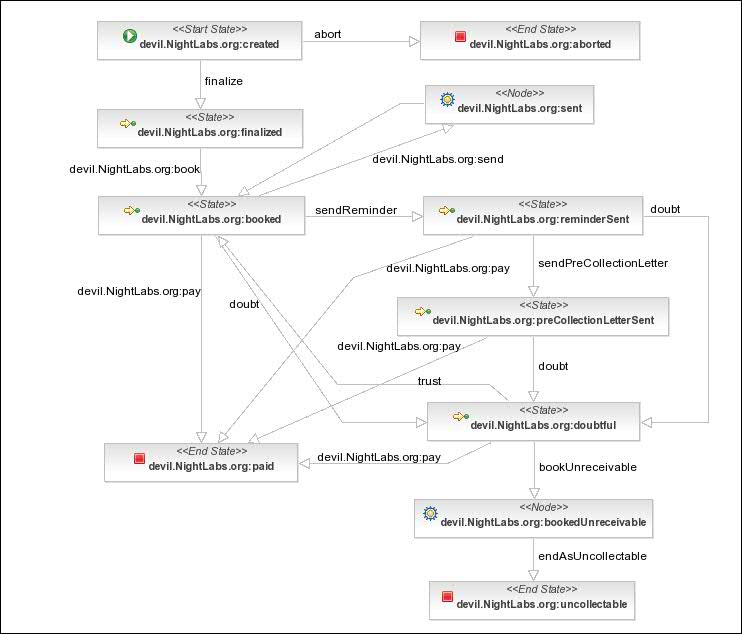 <<Start State>>
devil.NightLabs.org:created
abort
<<End State>>
devil.NightLabs.org:aborted
finalize
<<Node>>
devil.NightLabs.org:sent
<<State>>
devil.NightLabs.org:finalized
devil.NightLabs.org:send
devil.NightLabs.org:book
<<State>>
devil.NightLabs.org:booked
sendReminder
<<State>>
devil.NightLabs.org:reminderSent
doubt
devil.NightLabs.org:pay
sendPreCollectionLetter
devil.NightLabs.org:pay
doubt
<<State>>
devil.NightLabs.org:preCollectionLetterSent
devil.NightLabs.org:pay
doubt
trust
<<State>>
devil.NightLabs.org:doubtful
<<End State>>
devil.NightLabs.org:paid
devil.NightLabs.org:pay
bookUnreceivable
<<Node>>
devil.NightLabs.org:bookedUnreceivable
endAsUncollectable
<<End State>>
devil.NightLabs.org:uncollectable